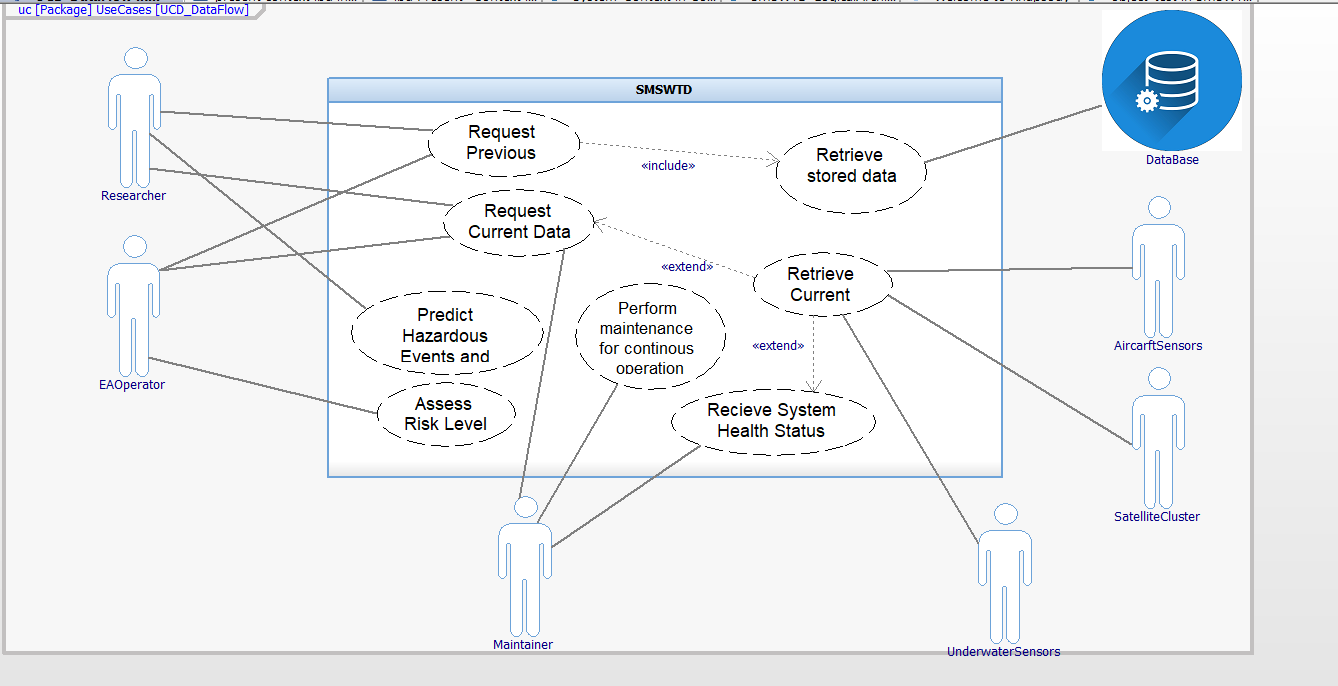 uc [Package] UseCases [UCD_DataFlow]
SMSWTD
Researcher
Request
Previous
«include»
Retrieve
stored data
DataBase
Request
Current Data
«extend»
Retrieve
Current
EAOperator
Predict
Hazardous
Events and
Perform
maintenance
for continous
operation
«extend»
AircarftSensors
Assess
Risk Level
Recieve System
Health Status
SatelliteCluster
Maintainer
UnderwaterSensors